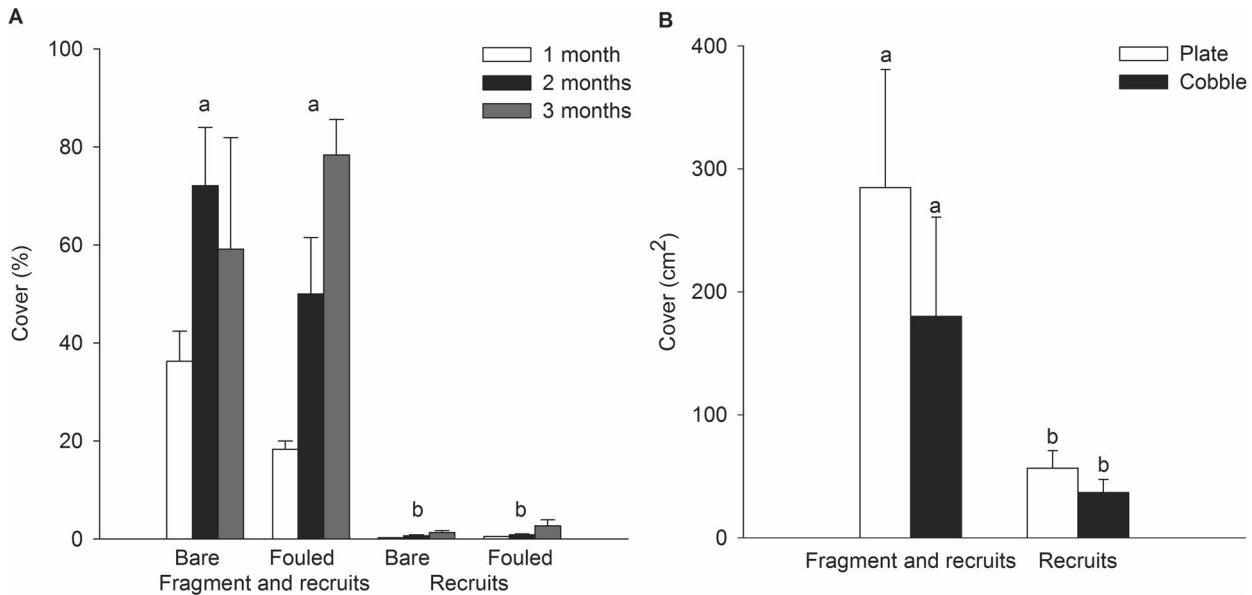 A
100
80
60
40
20
0
Cover (%)
1 month
2 months
3 months
a
a
b
b
Bare Fouled Bare Fouled
Fragment and recruits Recruits
B
400
300
200
100
0
Cover (cm²)
Plate
Cobble
a
a
b
b
Fragment and recruits Recruits